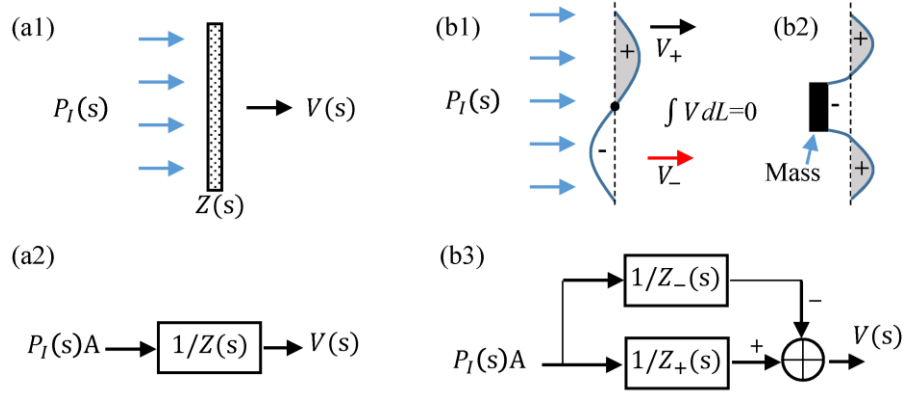 (a1)
P_I(s)
V(s)
Z(s)
(b1)
P_I(s)
+
-
V_+
∫ V dL=0
V_-
(b2)
+
-
+
Mass
(a2)
P_I(s)A
1/Z(s)
V(s)
(b3)
P_I(s)A
1/Z_-(s)
1/Z_+(s)
−
+
V(s)